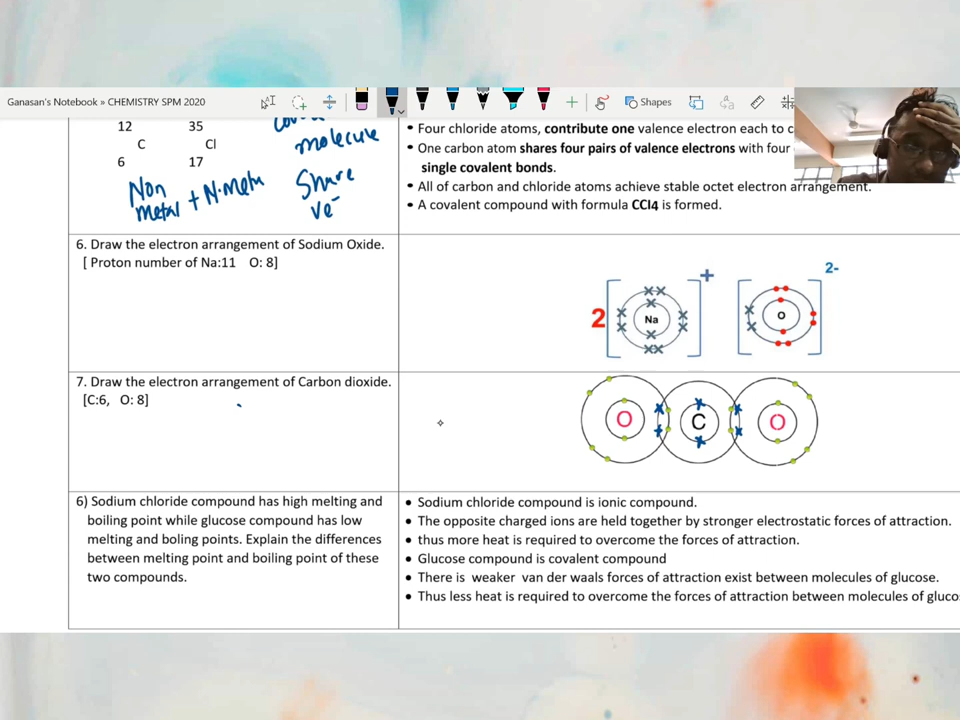 Ganasan's Notebook » CHEMISTRY SPM 2020
Shapes
12 35
C Cl
6 17
molecule
Non
metal + N.metal
Share
ve-
• Four chloride atoms, contribute one valence electron each to
• One carbon atom shares four pairs of valence electrons with four
single covalent bonds.
• All of carbon and chloride atoms achieve stable octet electron arrangement.
• A covalent compound with formula CCl4 is formed.
6. Draw the electron arrangement of Sodium Oxide.
[ Proton number of Na:11 O: 8]
2 Na +
O 2-
7. Draw the electron arrangement of Carbon dioxide.
[C:6, O: 8]
O C O
6) Sodium chloride compound has high melting and
boiling point while glucose compound has low
melting and boling points. Explain the differences
between melting point and boiling point of these
two compounds.
• Sodium chloride compound is ionic compound.
• The opposite charged ions are held together by stronger electrostatic forces of attraction.
• thus more heat is required to overcome the forces of attraction.
• Glucose compound is covalent compound
• There is weaker van der waals forces of attraction exist between molecules of glucose.
• Thus less heat is required to overcome the forces of attraction between molecules of